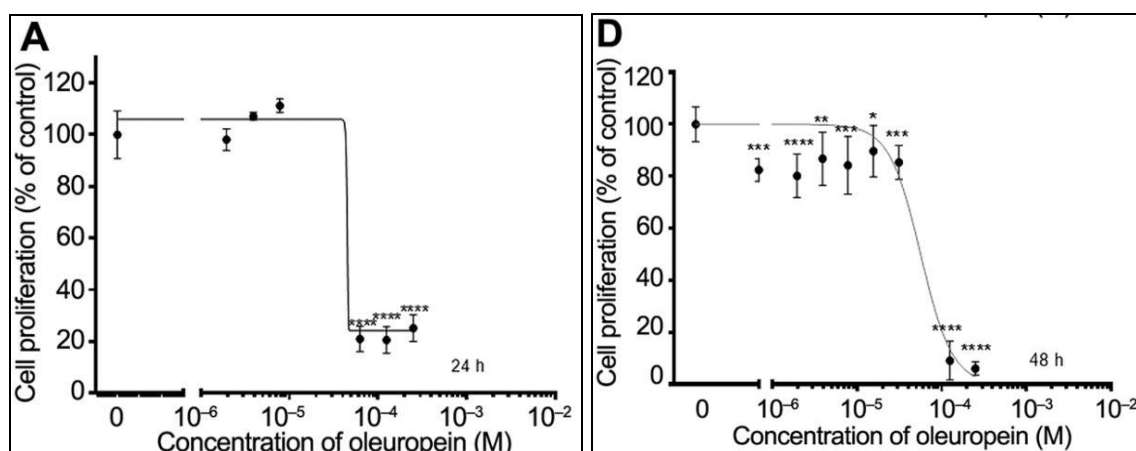 A
Cell proliferation (% of control)
120
100
80
60
40
20
0
**** **** ****
24 h
0 10⁻⁶ 10⁻⁵ 10⁻⁴ 10⁻³ 10⁻²
Concentration of oleuropein (M)
D
Cell proliferation (% of control)
120
100
80
60
40
20
0
*** **** ** *** * ***
**** ****
48 h
0 10⁻⁶ 10⁻⁵ 10⁻⁴ 10⁻³ 10⁻²
Concentration of oleuropein (M)